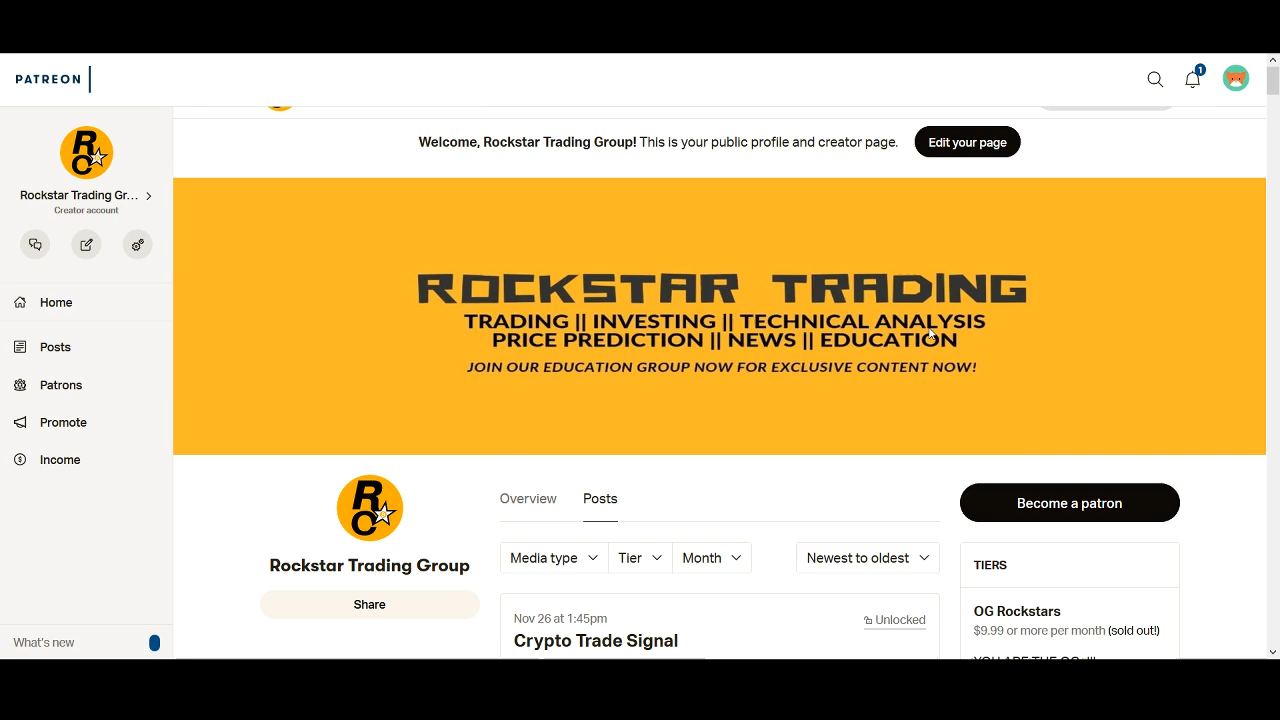 PATREON
1
Welcome, Rockstar Trading Group! This is your public profile and creator page.
Edit your page
RC
Rockstar Trading Gr...
Creator account
Home
Posts
Patrons
Promote
Income
What's new
ROCKSTAR TRADING
TRADING || INVESTING || TECHNICAL ANALYSIS
PRICE PREDICTION || NEWS || EDUCATION
JOIN OUR EDUCATION GROUP NOW FOR EXCLUSIVE CONTENT NOW!
RC
Rockstar Trading Group
Share
Overview Posts
Media type Tier Month Newest to oldest
Nov 26 at 1:45pm Unlocked
Crypto Trade Signal
Become a patron
TIERS
OG Rockstars
$9.99 or more per month (sold out!)